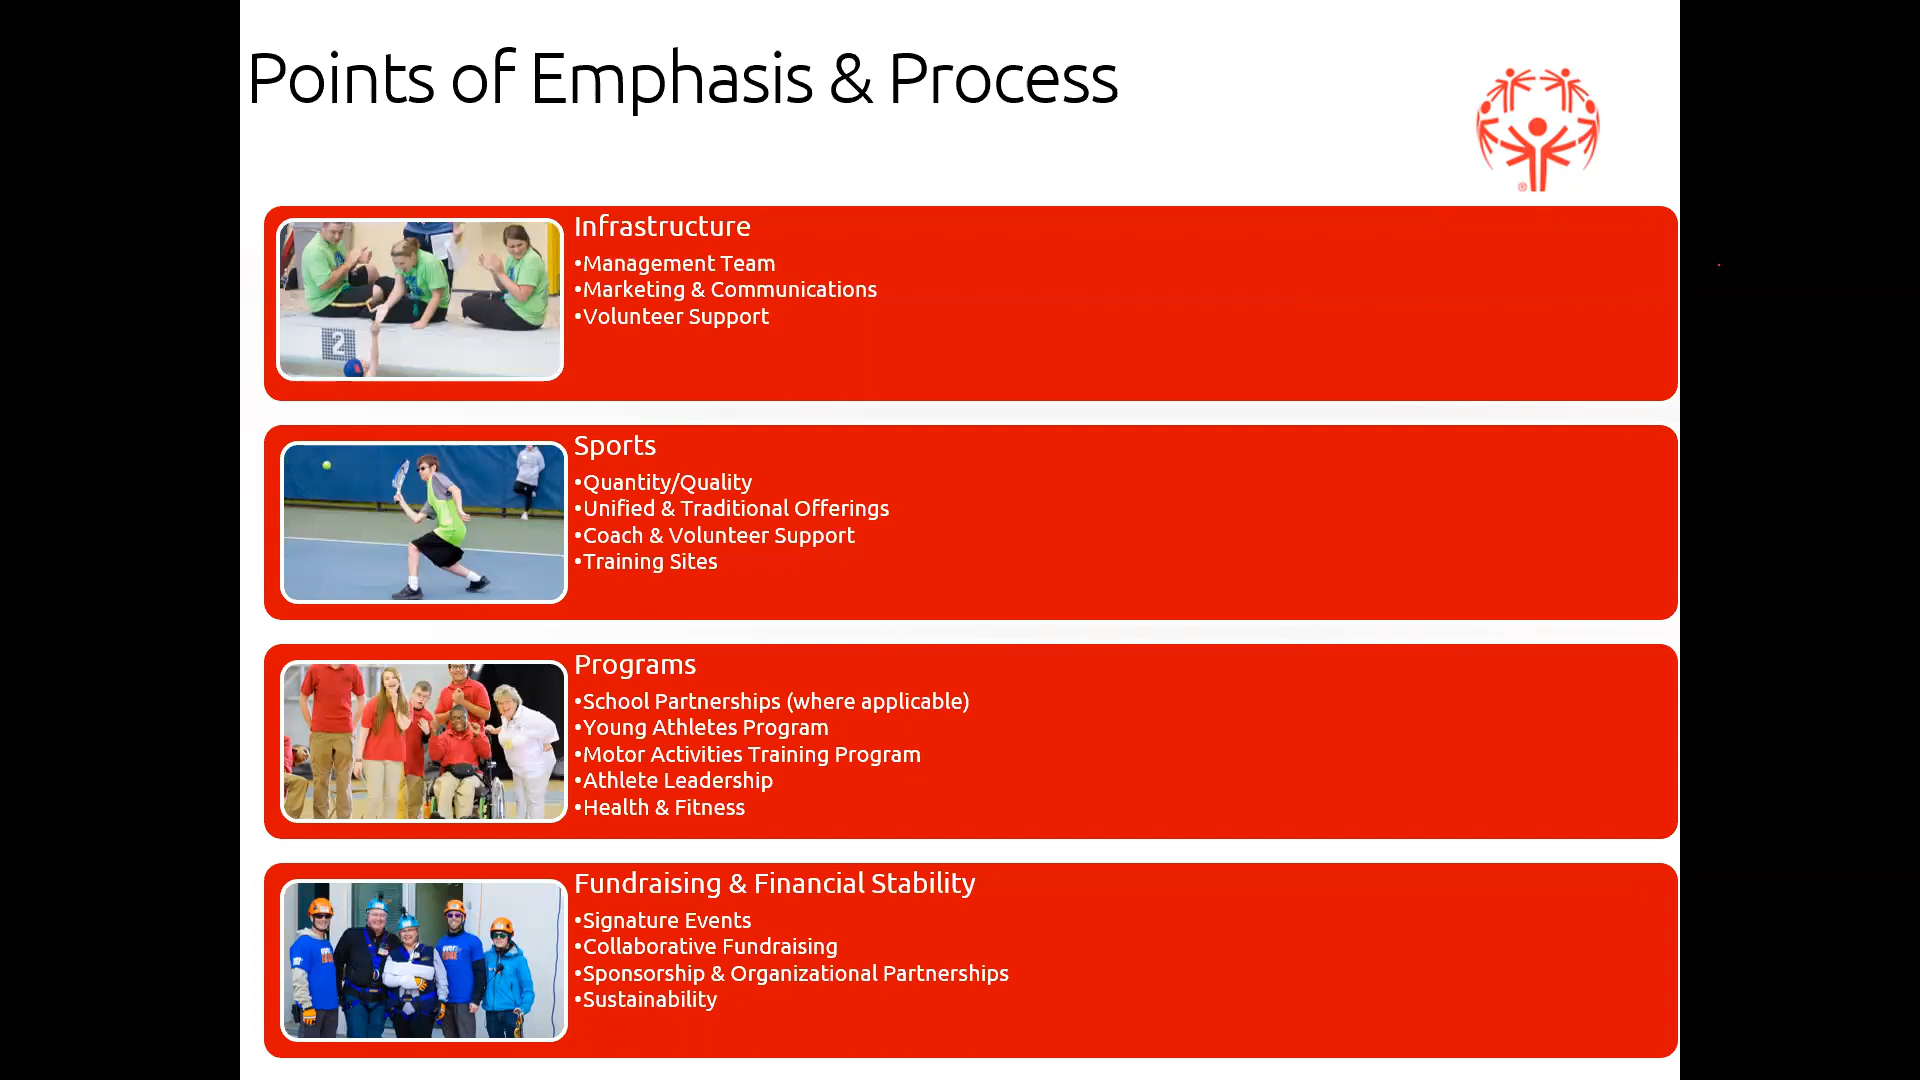 Points of Emphasis & Process
®
Infrastructure
•Management Team
•Marketing & Communications
•Volunteer Support
2
Sports
•Quantity/Quality
•Unified & Traditional Offerings
•Coach & Volunteer Support
•Training Sites
Programs
•School Partnerships (where applicable)
•Young Athletes Program
•Motor Activities Training Program
•Athlete Leadership
•Health & Fitness
Fundraising & Financial Stability
•Signature Events
•Collaborative Fundraising
•Sponsorship & Organizational Partnerships
•Sustainability